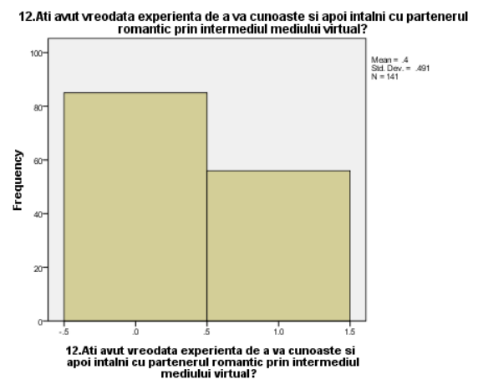 12.Ati avut vreodata experienta de a va cunoaste si apoi intalni cu partenerul
romantic prin intermediul mediului virtual?
Mean = .4
Std. Dev. = .491
N = 141
Frequency
100
80
60
40
20
0
-.5
.0
.5
1.0
1.5
12.Ati avut vreodata experienta de a va cunoaste si
apoi intalni cu partenerul romantic prin intermediul
mediului virtual?